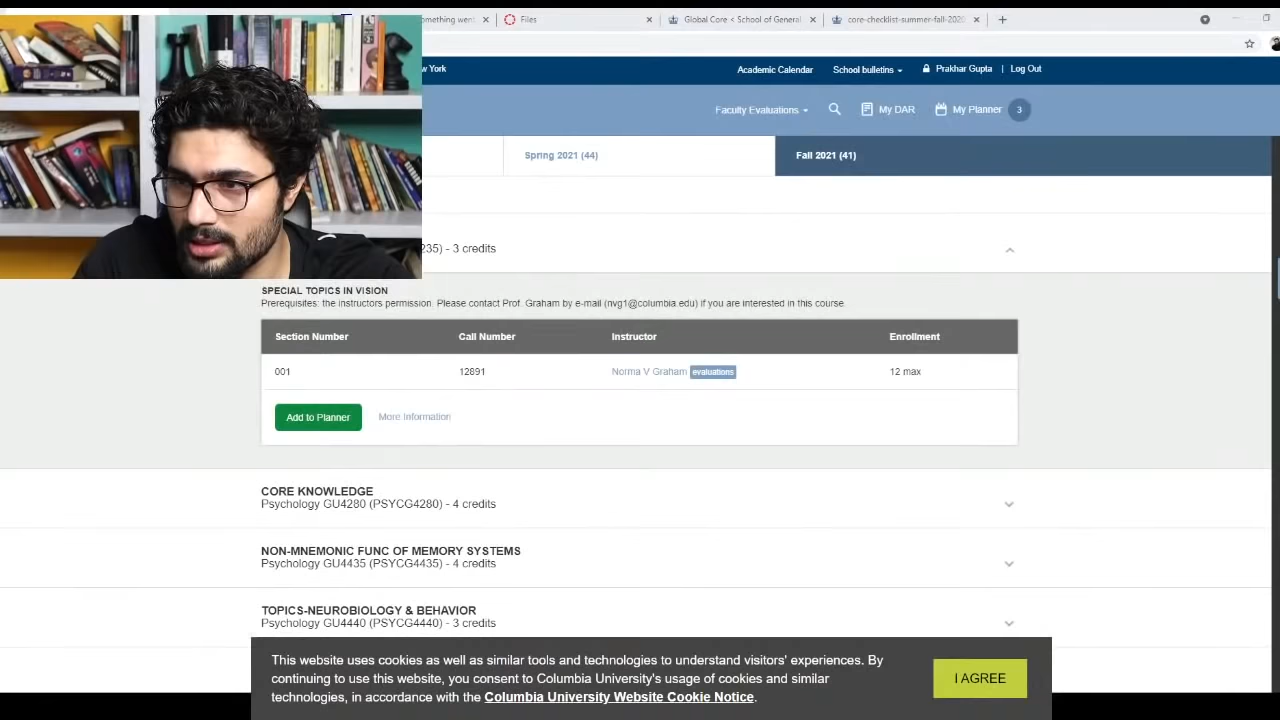 omething wen
Files
Global Core < School of General
core-checklist-summer-fall-2020
w York
Academic Calendar
School bulletins
Prakhar Gupta
| Log Out
Faculty Evaluations
My DAR
My Planner
3
Spring 2021 (44)
Fall 2021 (41)
235) - 3 credits
SPECIAL TOPICS IN VISION
Prerequisites: the instructors permission. Please contact Prof. Graham by e-mail (nvg1@columbia.edu) if you are interested in this course.
Section Number Call Number Instructor Enrollment
001 12891 Norma V Graham evaluations 12 max
Add to Planner More Information
CORE KNOWLEDGE
Psychology GU4280 (PSYCG4280) - 4 credits
NON-MNEMONIC FUNC OF MEMORY SYSTEMS
Psychology GU4435 (PSYCG4435) - 4 credits
TOPICS-NEUROBIOLOGY & BEHAVIOR
Psychology GU4440 (PSYCG4440) - 3 credits
This website uses cookies as well as similar tools and technologies to understand visitors' experiences. By
continuing to use this website, you consent to Columbia University's usage of cookies and similar
technologies, in accordance with the Columbia University Website Cookie Notice.
I AGREE